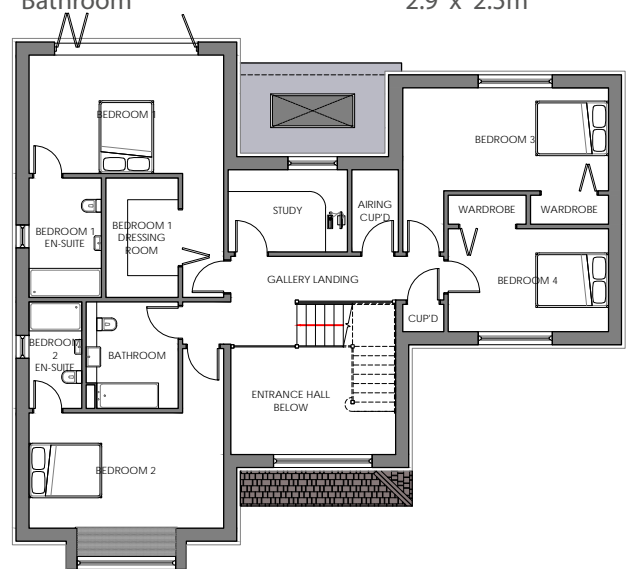 Bathroom 2.9 x 2.5m
BEDROOM 1
BEDROOM 3
BEDROOM 1
EN-SUITE
BEDROOM 1
DRESSING
ROOM
STUDY
AIRING
CUP'D
WARDROBE
WARDROBE
GALLERY LANDING
BEDROOM 4
CUP'D
BEDROOM
2
EN-SUITE
BATHROOM
ENTRANCE HALL
BELOW
BEDROOM 2